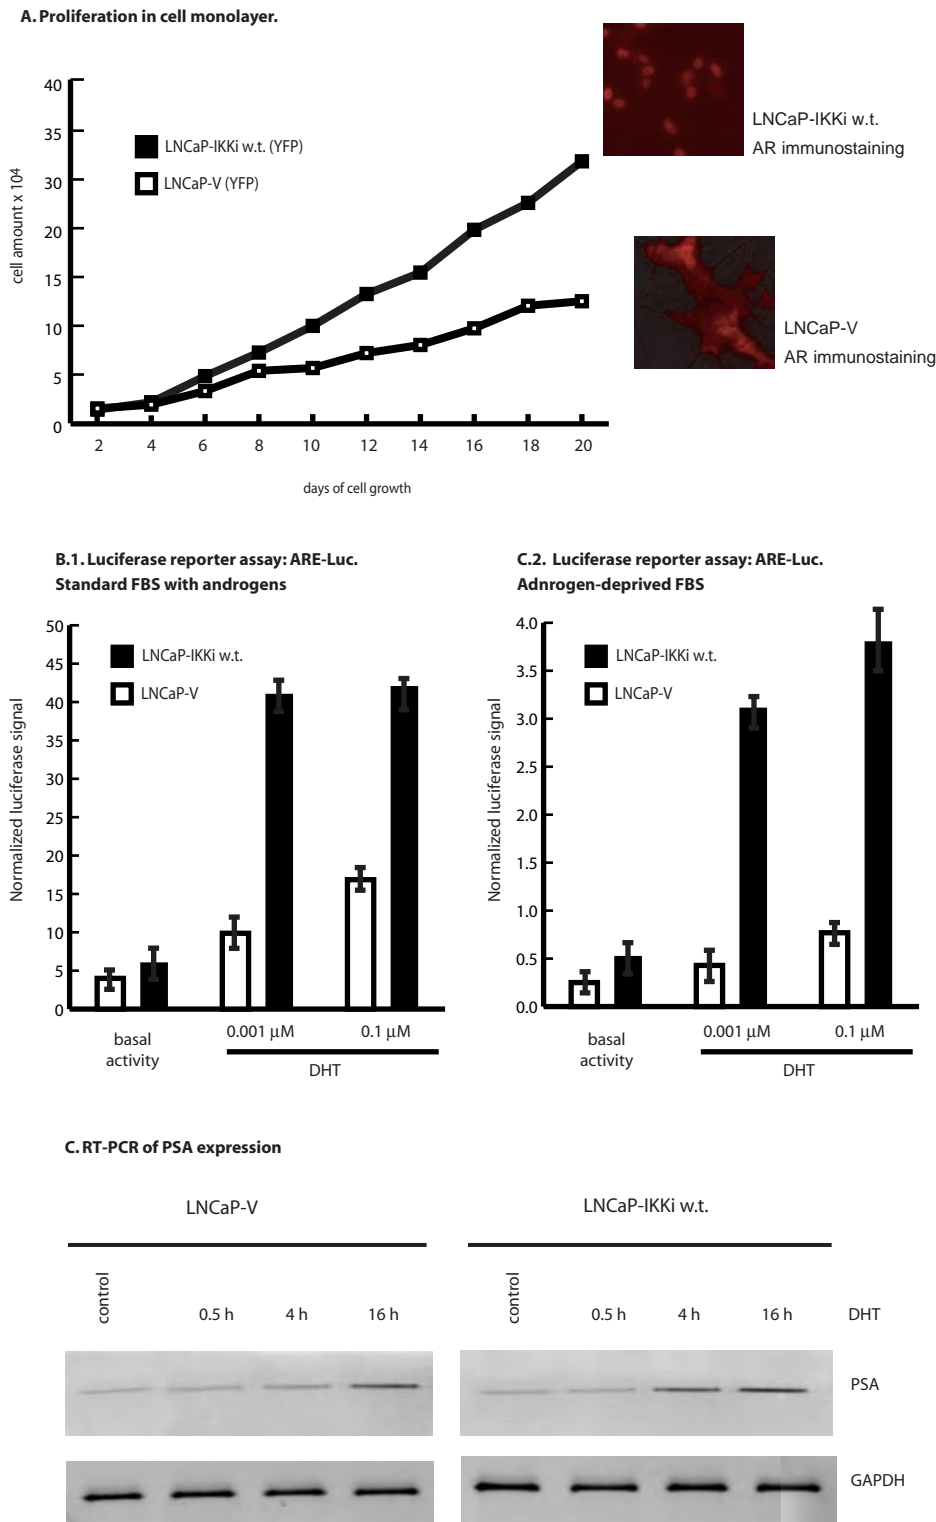 A. Proliferation in cell monolayer.
40
35
30
25
20
15
10
5
0
cell amount x 10⁴
LNCaP-IKKi w.t. (YFP)
LNCaP-V (YFP)
2 4 6 8 10 12 14 16 18 20
days of cell growth
LNCaP-IKKi w.t.
AR immunostaining
LNCaP-V
AR immunostaining
B.1. Luciferase reporter assay: ARE-Luc.
Standard FBS with androgens
50
45
40
35
30
25
20
15
10
5
0
Normalized luciferase signal
LNCaP-IKKi w.t.
LNCaP-V
basal
activity
0.001 µM 0.1 µM
DHT
C.2. Luciferase reporter assay: ARE-Luc.
Adnrogen-deprived FBS
4.0
3.5
3.0
2.5
2.0
1.5
1.0
0.5
0.0
Normalized luciferase signal
LNCaP-IKKi w.t.
LNCaP-V
basal
activity
0.001 µM 0.1 µM
DHT
C. RT-PCR of PSA expression
LNCaP-V LNCaP-IKKi w.t.
control 0.5 h 4 h 16 h control 0.5 h 4 h 16 h DHT
PSA
GAPDH